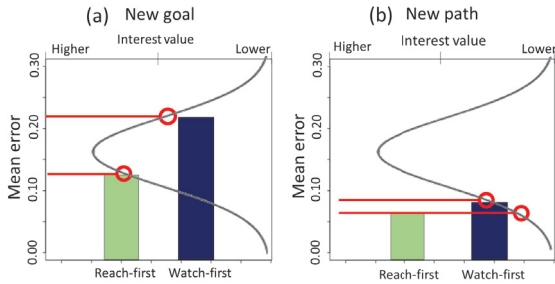 (a) New goal
Interest value
Higher Lower
Mean error
0.30
0.20
0.10
0.00
Reach-first Watch-first
(b) New path
Interest value
Higher Lower
Mean error
0.30
0.20
0.10
0.00
Reach-first Watch-first